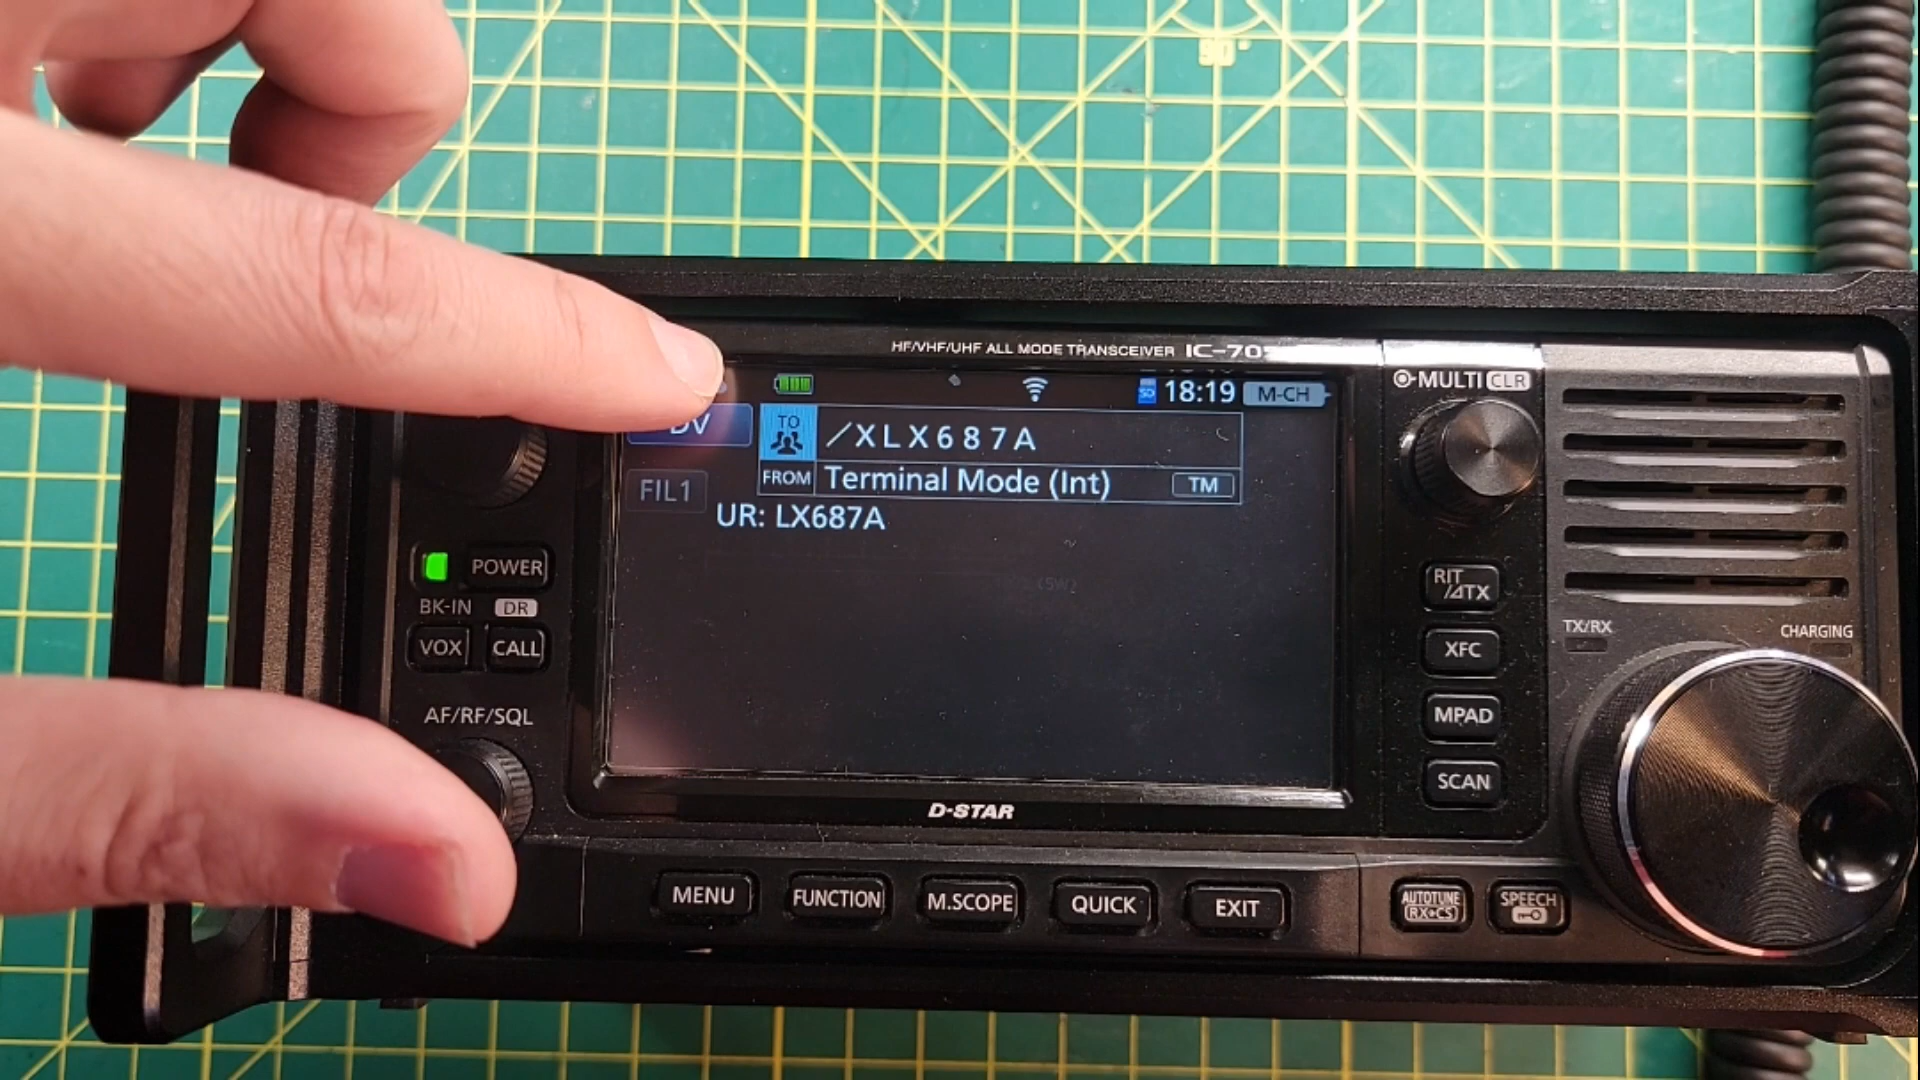 90°
HF/VHF/UHF ALL MODE TRANSCEIVER IC-70
MULTI CLR
18:19 M-CH
DV
TO /XLX687A
FIL1
FROM Terminal Mode (Int) TM
UR: LX687A
POWER
BK-IN DR
VOX CALL
AF/RF/SQL
RIT
/⊿TX
XFC
MPAD
SCAN
TX/RX
CHARGING
D-STAR
MENU FUNCTION M.SCOPE QUICK EXIT
AUTOTUNE
RX→CS
SPEECH